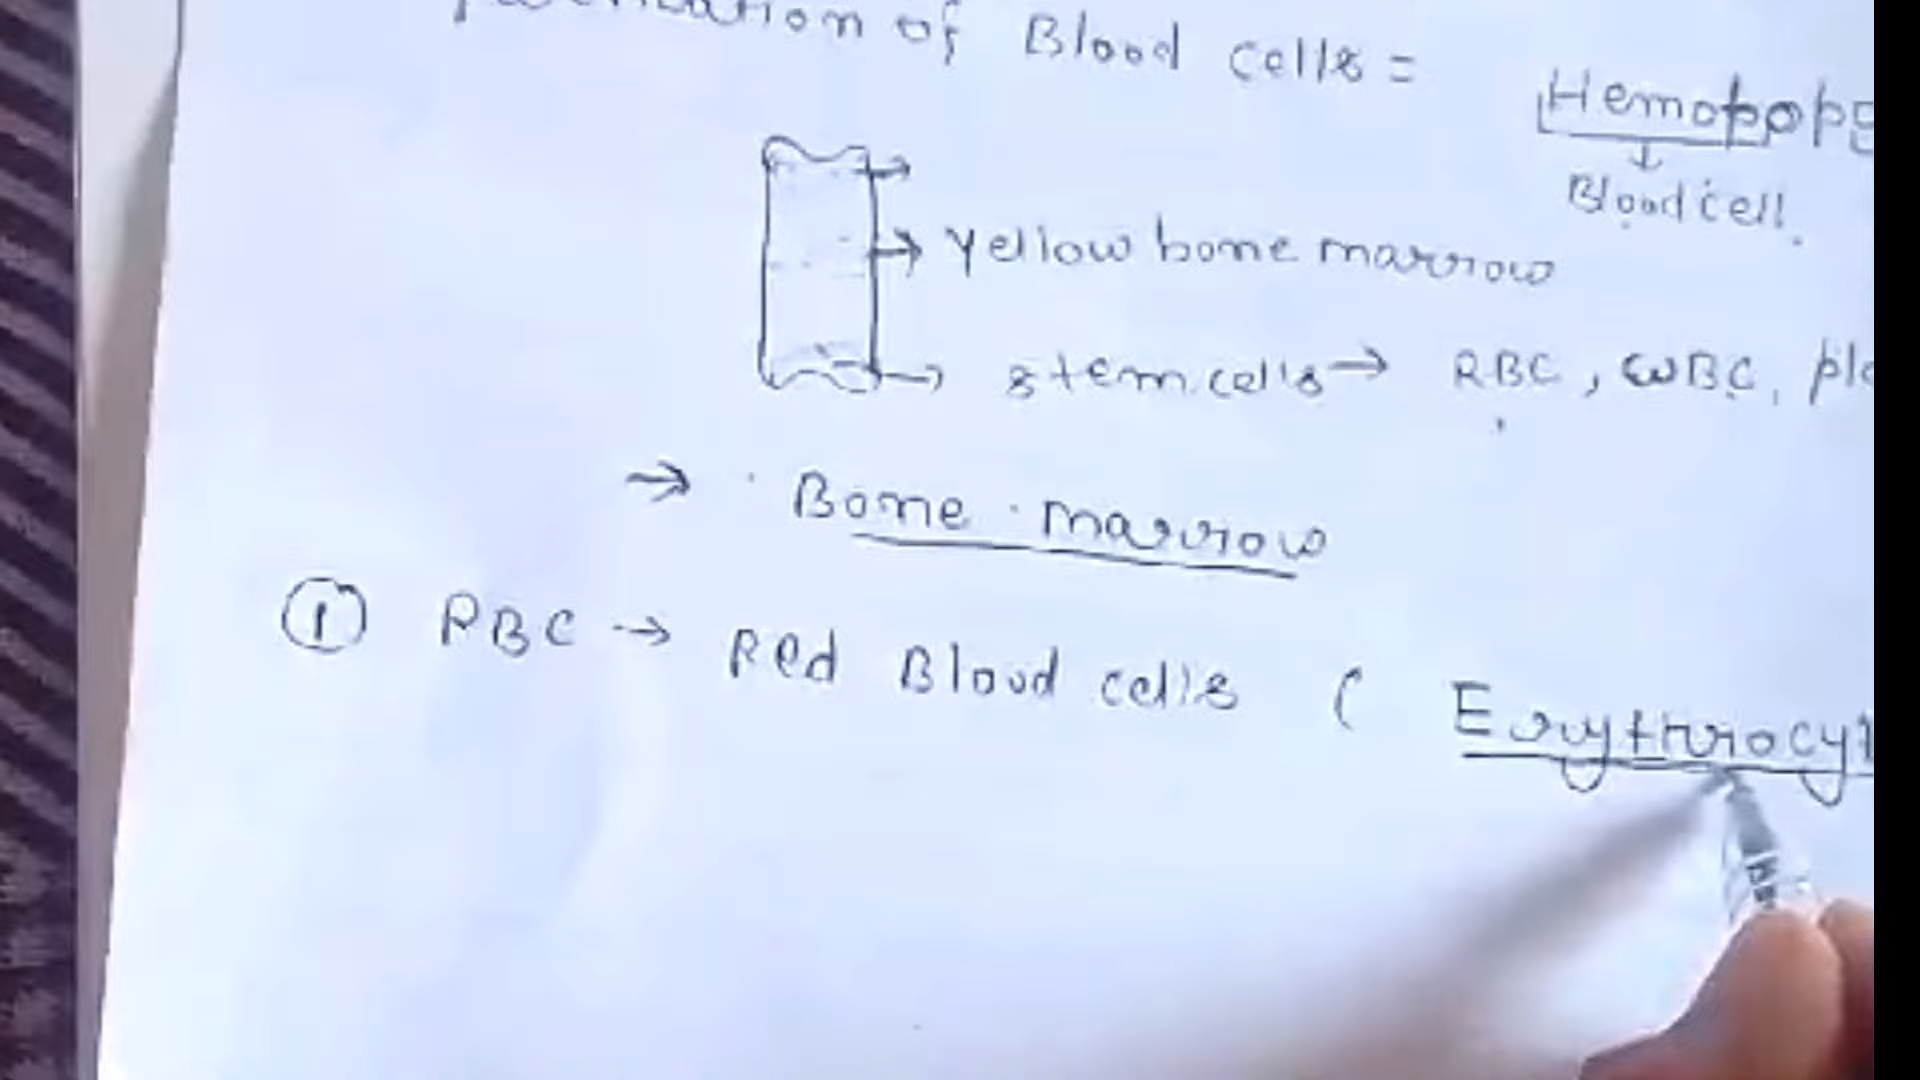 of Blood cells =
Blood cell.
Yellow bone marrow
stem cells → RBC, WBC,
→ Bone marrow
① RBC → Red Blood cells (